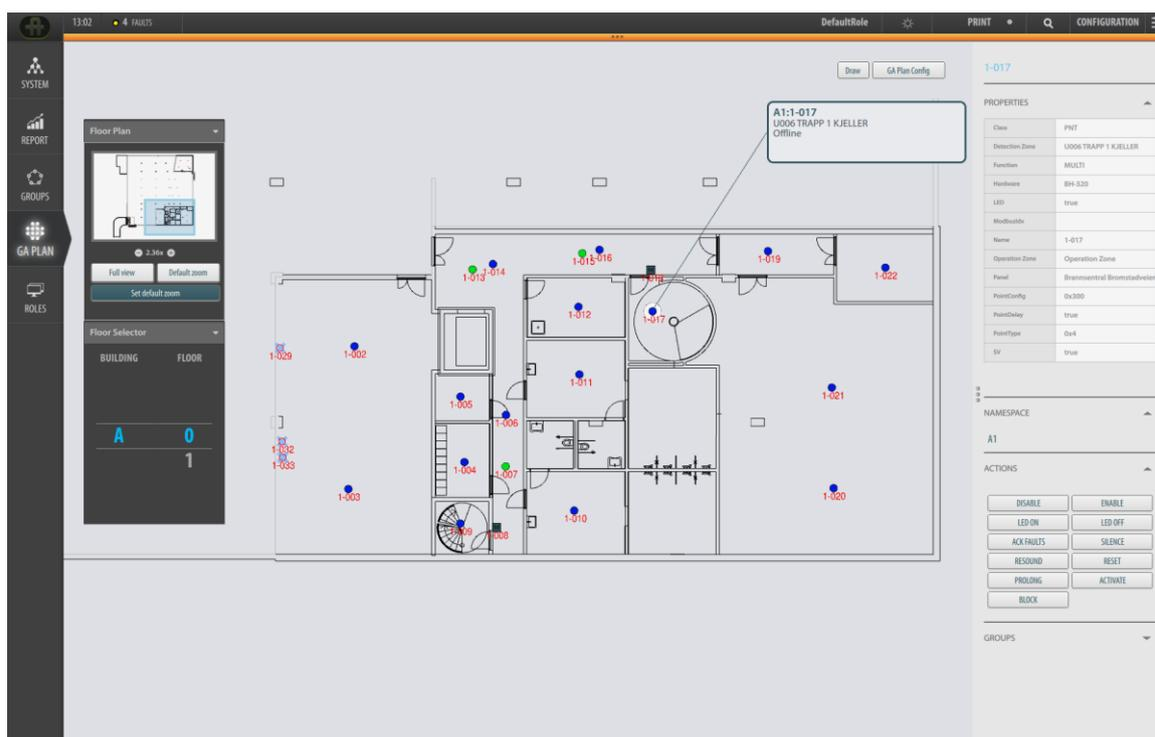 13:02 4 FAULTS DefaultRole PRINT CONFIGURATION
SYSTEM
REPORT
GROUPS
GA PLAN
ROLES
Floor Plan
2.36x
Full view Default zoom
Set default zoom
Floor Selector
BUILDING FLOOR
A 0
1
Draw GA Plan Config
A1:1-017
U006 TRAPP 1 KJELLER
Offline
1-015 1-016
1-013 1-014
1-019
1-022
1-012
1-017
1-029
1-002
1-011
1-021
1-005
1-006
1-032
1-033
1-004
1-007
1-003
1-020
1-010
1-009
1-008
1-017
PROPERTIES
Class PNT
Detection Zone U006 TRAPP 1 KJELLER
Function MULTI
Hardware BH-320
LED true
ModbusIdx
Name 1-017
Operation Zone Operation Zone
Panel Brannsentral Bromstadveien
PointConfig 0x300
PointDelay true
PointType 0x4
SV true
NAMESPACE
A1
ACTIONS
DISABLE ENABLE
LED ON LED OFF
ACK FAULTS SILENCE
RESOUND RESET
PROLONG ACTIVATE
BLOCK
GROUPS